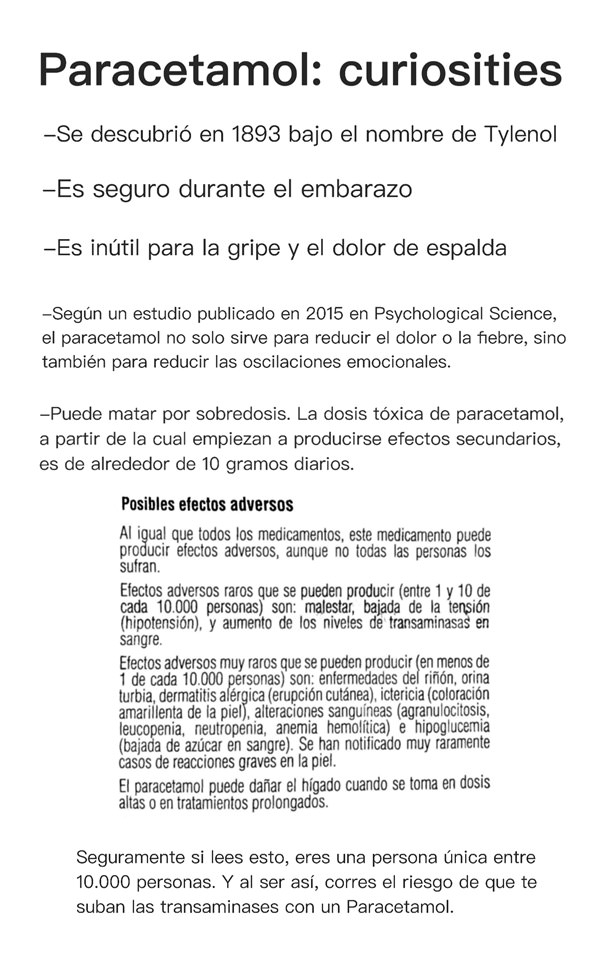 Paracetamol: curiosities
–Se descubrió en 1893 bajo el nombre de Tylenol
–Es seguro durante el embarazo
–Es inútil para la gripe y el dolor de espalda
–Según un estudio publicado en 2015 en Psychological Science,
el paracetamol no solo sirve para reducir el dolor o la fiebre, sino
también para reducir las oscilaciones emocionales.
–Puede matar por sobredosis. La dosis tóxica de paracetamol,
a partir de la cual empiezan a producirse efectos secundarios,
es de alrededor de 10 gramos diarios.
Posibles efectos adversos
Al igual que todos los medicamentos, este medicamento puede
producir efectos adversos, aunque no todas las personas los
sufran.
Efectos adversos raros que se pueden producir (entre 1 y 10 de
cada 10.000 personas) son: malestar, bajada de la tensión
(hipotensión), y aumento de los niveles de transaminasas en
sangre.
Efectos adversos muy raros que se pueden producir (en menos de
1 de cada 10.000 personas) son: enfermedades del riñón, orina
turbia, dermatitis alérgica (erupción cutánea), ictericia (coloración
amarillenta de la piel), alteraciones sanguíneas (agranulocitosis,
leucopenia, neutropenia, anemia hemolítica) e hipoglucemia
(bajada de azúcar en sangre). Se han notificado muy raramente
casos de reacciones graves en la piel.
El paracetamol puede dañar el hígado cuando se toma en dosis
altas o en tratamientos prolongados.
Seguramente si lees esto, eres una persona única entre
10.000 personas. Y al ser así, corres el riesgo de que te
suban las transaminases con un Paracetamol.